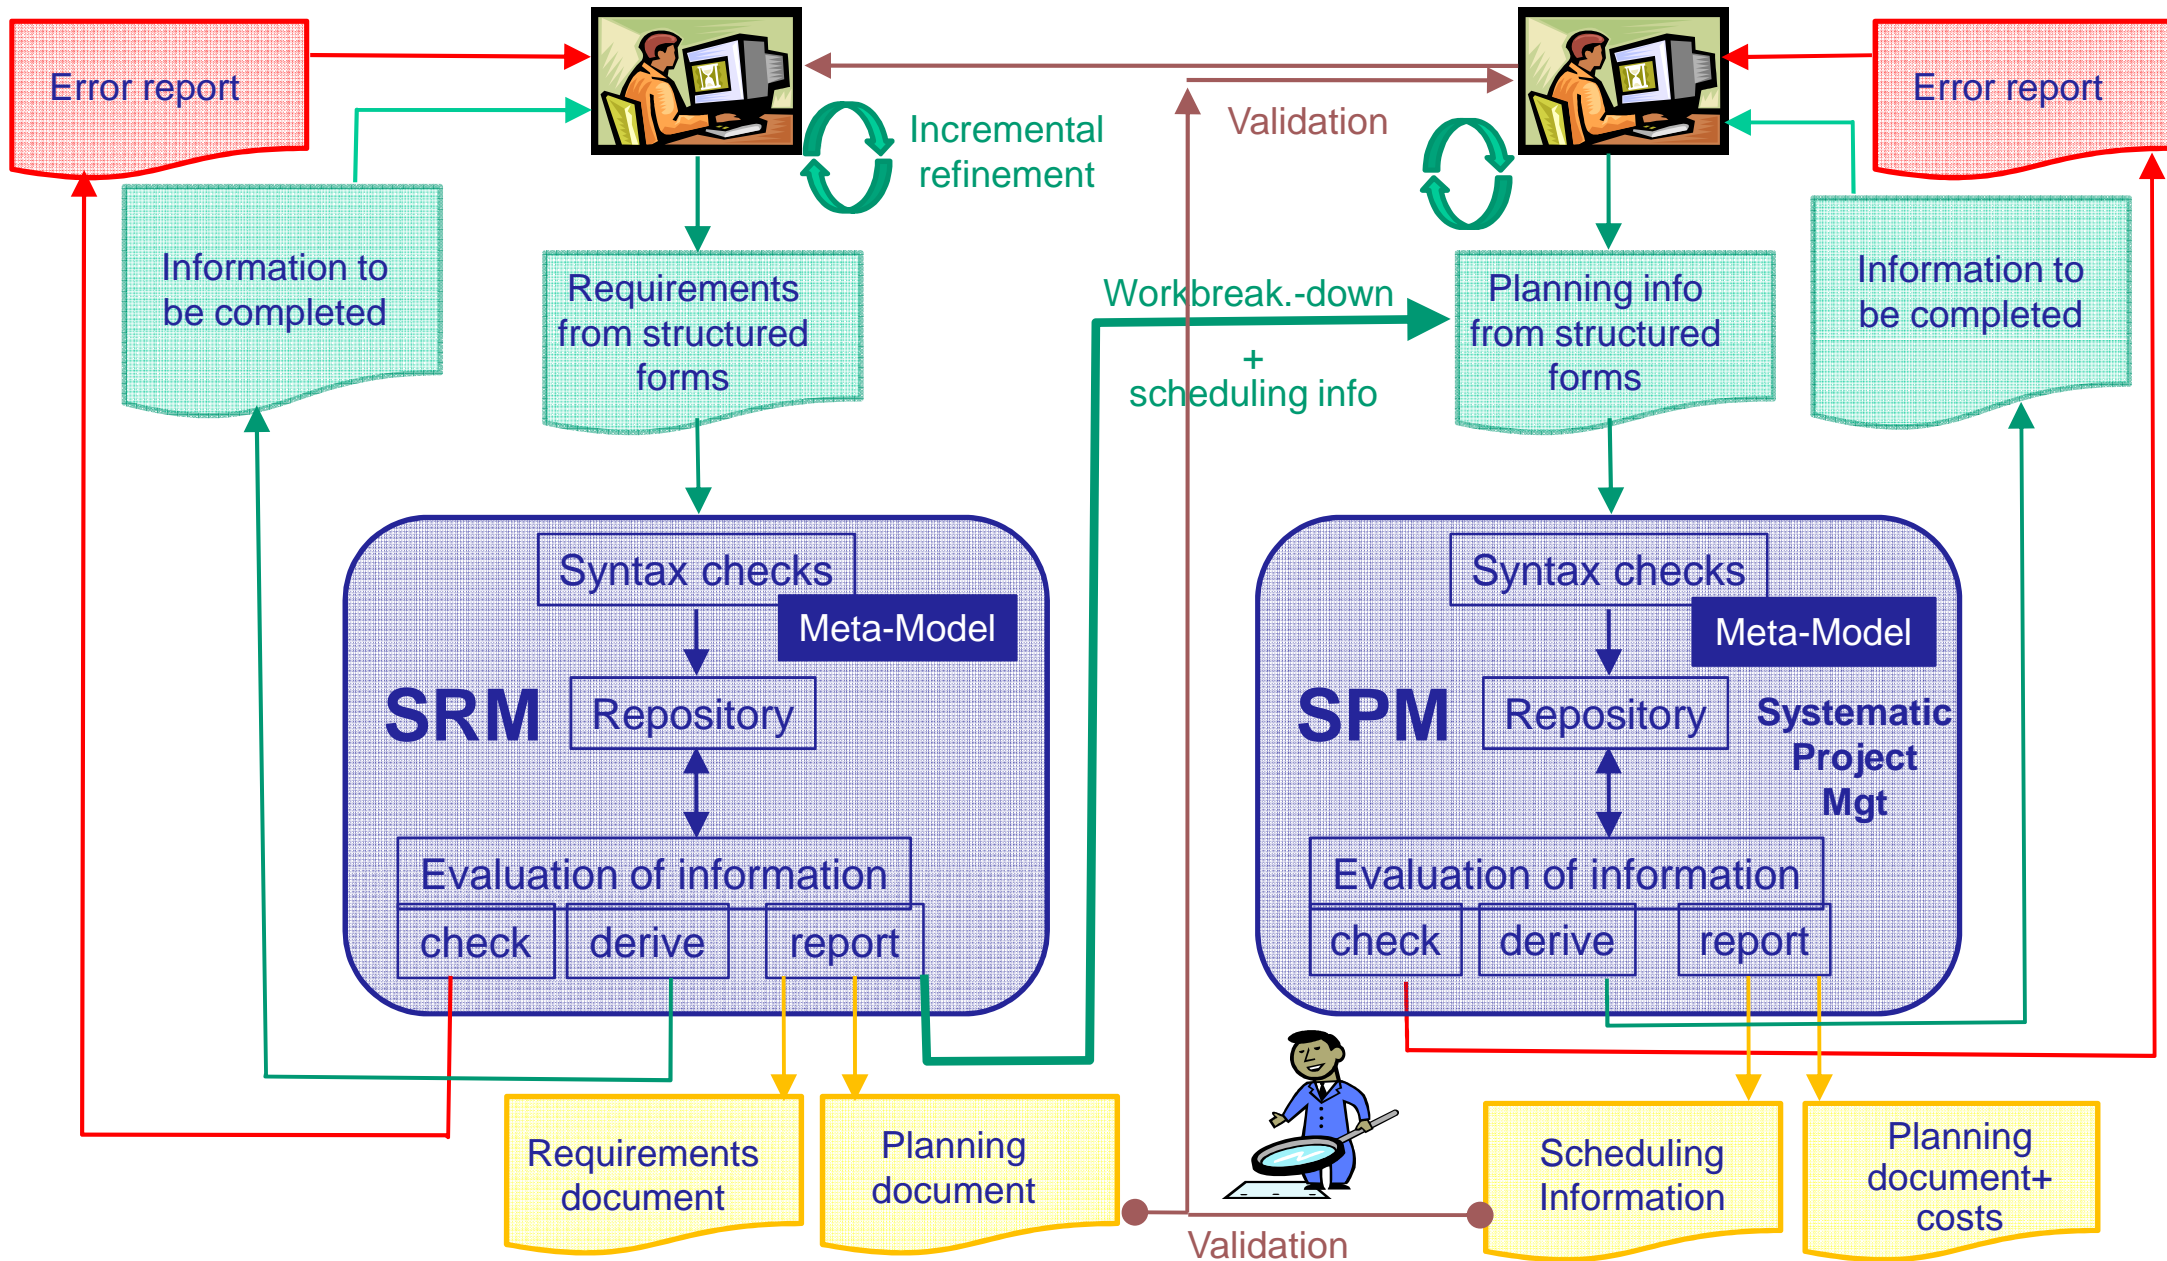 Error report
Incremental
refinement
Validation
Error report
Information to
be completed
Requirements
from structured
forms
Workbreak.-down
+
scheduling info
Planning info
from structured
forms
Information to
be completed
Syntax checks
Meta-Model
SRM
Repository
Evaluation of information
check
derive
report
Syntax checks
Meta-Model
SPM
Repository
Systematic
Project
Mgt
Evaluation of information
check
derive
report
Requirements
document
Planning
document
Validation
Scheduling
Information
Planning
document+
costs